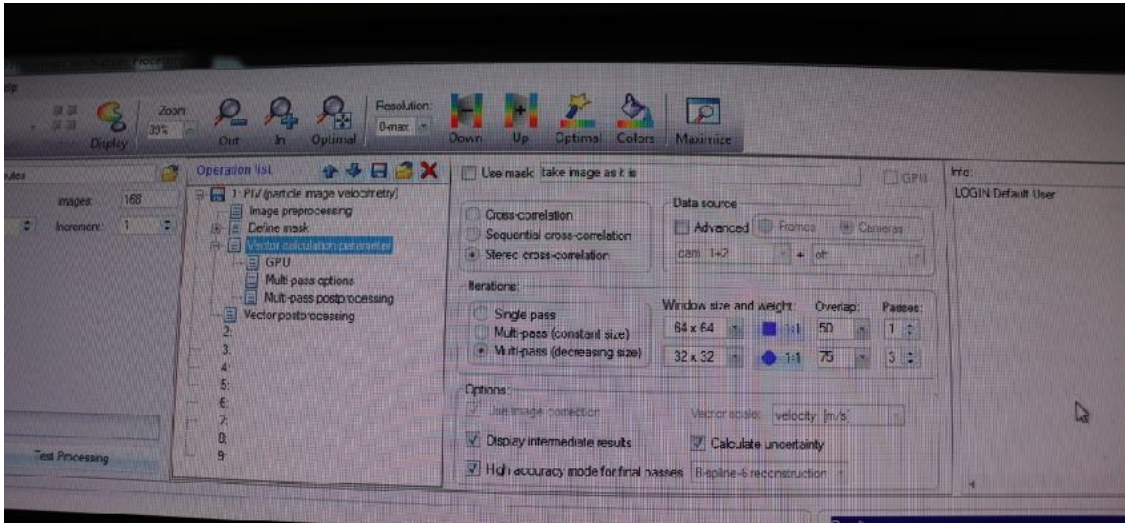 Help
Zoom
39%
Display
Out
In
Optimal
Resolution:
0-max
Down
Up
Optimal
Colors
Maximize
images: 168
Increment: 1
Test Processing
Operation list
1: PIV (particle image velocimetry)
Image preprocessing
Define mask
Vector calculation parameter
GPU
Multi-pass options
Multi-pass postprocessing
Vector postprocessing
2:
3:
4:
5:
6:
7:
8:
9:
Use mask: take image as it is
GPU
Cross-correlation
Sequential cross-correlation
Stereo cross-correlation
Data source
Advanced
Frames
Cameras
cam 1+2
+
Iterations:
Single pass
Multi-pass (constant size)
Multi-pass (decreasing size)
Window size and weight: Overlap: Passes:
64 x 64 1:1 50 1
32 x 32 1:1 75 3
Options:
Use image correction
Vector scale: velocity [m/s]
Display intermediate results
Calculate uncertainty
High accuracy mode for final passes B-spline-6 reconstruction
Info:
LOGIN Default User